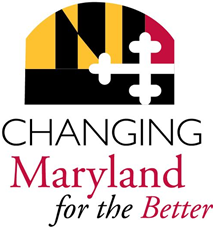 CHANGING
Maryland
for the Better